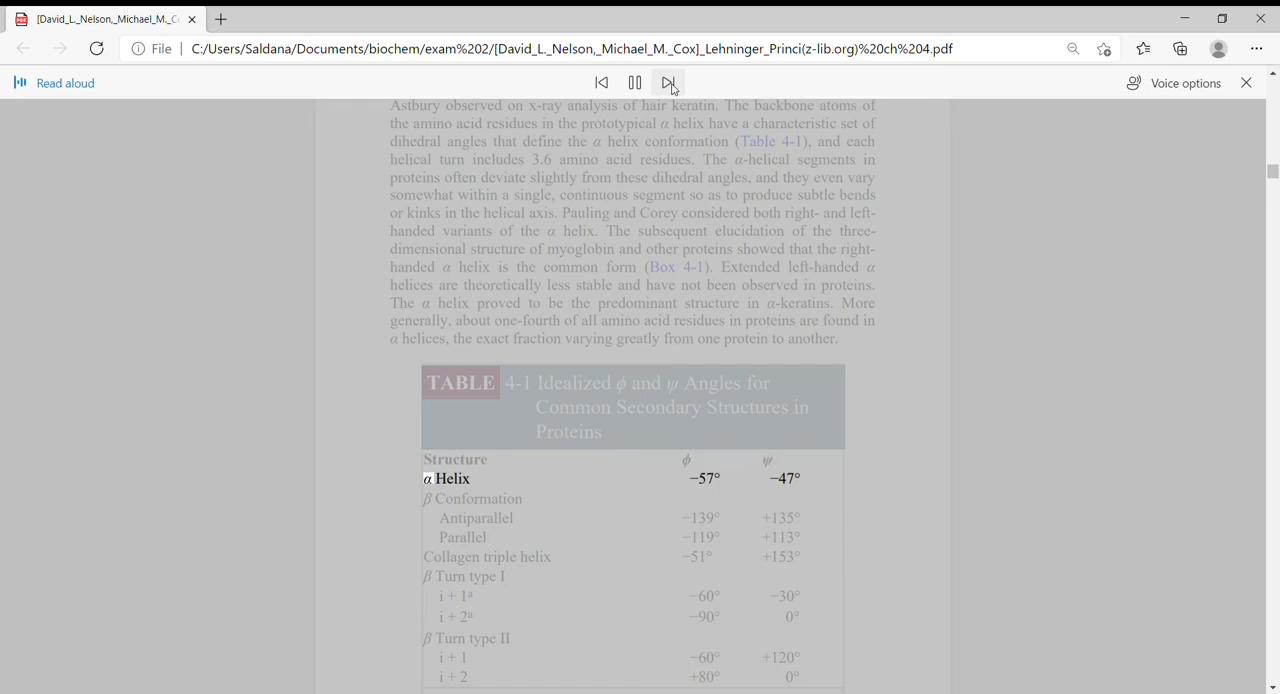 [David_L._Nelson,_Michael_M._C
File | C:/Users/Saldana/Documents/biochem/exam%202/[David_L._Nelson,_Michael_M._Cox]_Lehninger_Princi(z-lib.org)%20ch%204.pdf
Read aloud
Voice options
Astbury observed on x-ray analysis of hair keratin. The backbone atoms of
the amino acid residues in the prototypical α helix have a characteristic set of
dihedral angles that define the α helix conformation (Table 4-1), and each
helical turn includes 3.6 amino acid residues. The α-helical segments in
proteins often deviate slightly from these dihedral angles, and they even vary
somewhat within a single, continuous segment so as to produce subtle bends
or kinks in the helical axis. Pauling and Corey considered both right- and left-
handed variants of the α helix. The subsequent elucidation of the three-
dimensional structure of myoglobin and other proteins showed that the right-
handed α helix is the common form (Box 4-1). Extended left-handed α
helices are theoretically less stable and have not been observed in proteins.
The α helix proved to be the predominant structure in α-keratins. More
generally, about one-fourth of all amino acid residues in proteins are found in
α helices, the exact fraction varying greatly from one protein to another.
TABLE 4-1 Idealized ϕ and ψ Angles for
Common Secondary Structures in
Proteins
Structure ϕ ψ
α Helix −57° −47°
β Conformation
Antiparallel −139° +135°
Parallel −119° +113°
Collagen triple helix −51° +153°
β Turn type I
i + 1ᵃ −60° −30°
i + 2ᵃ −90° 0°
β Turn type II
i + 1 −60° +120°
i + 2 +80° 0°